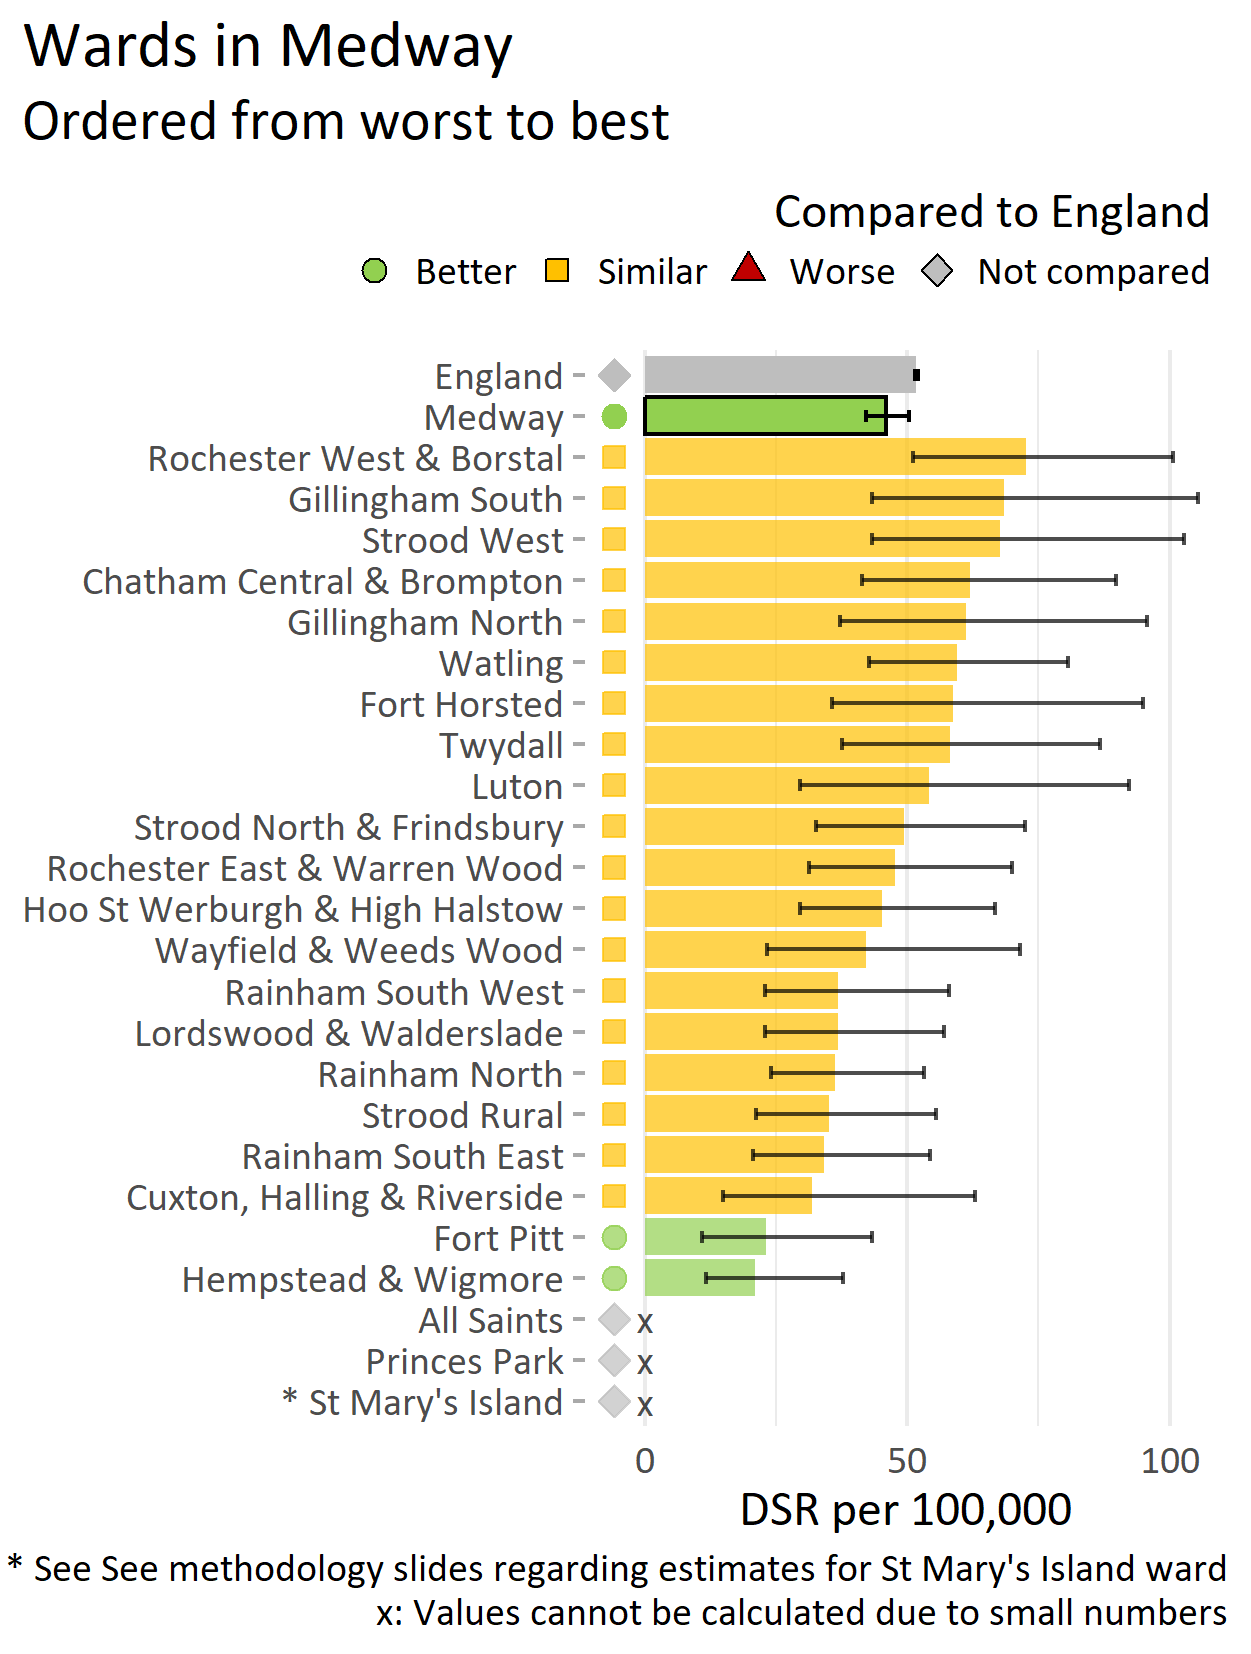 Wards in Medway
Ordered from worst to best
Compared to England
Better Similar Worse Not compared
England
Medway
Rochester West & Borstal
Gillingham South
Strood West
Chatham Central & Brompton
Gillingham North
Watling
Fort Horsted
Twydall
Luton
Strood North & Frindsbury
Rochester East & Warren Wood
Hoo St Werburgh & High Halstow
Wayfield & Weeds Wood
Rainham South West
Lordswood & Walderslade
Rainham North
Strood Rural
Rainham South East
Cuxton, Halling & Riverside
Fort Pitt
Hempstead & Wigmore
All Saints x
Princes Park x
* St Mary's Island x
0 50 100
DSR per 100,000
* See See methodology slides regarding estimates for St Mary's Island ward
x: Values cannot be calculated due to small numbers